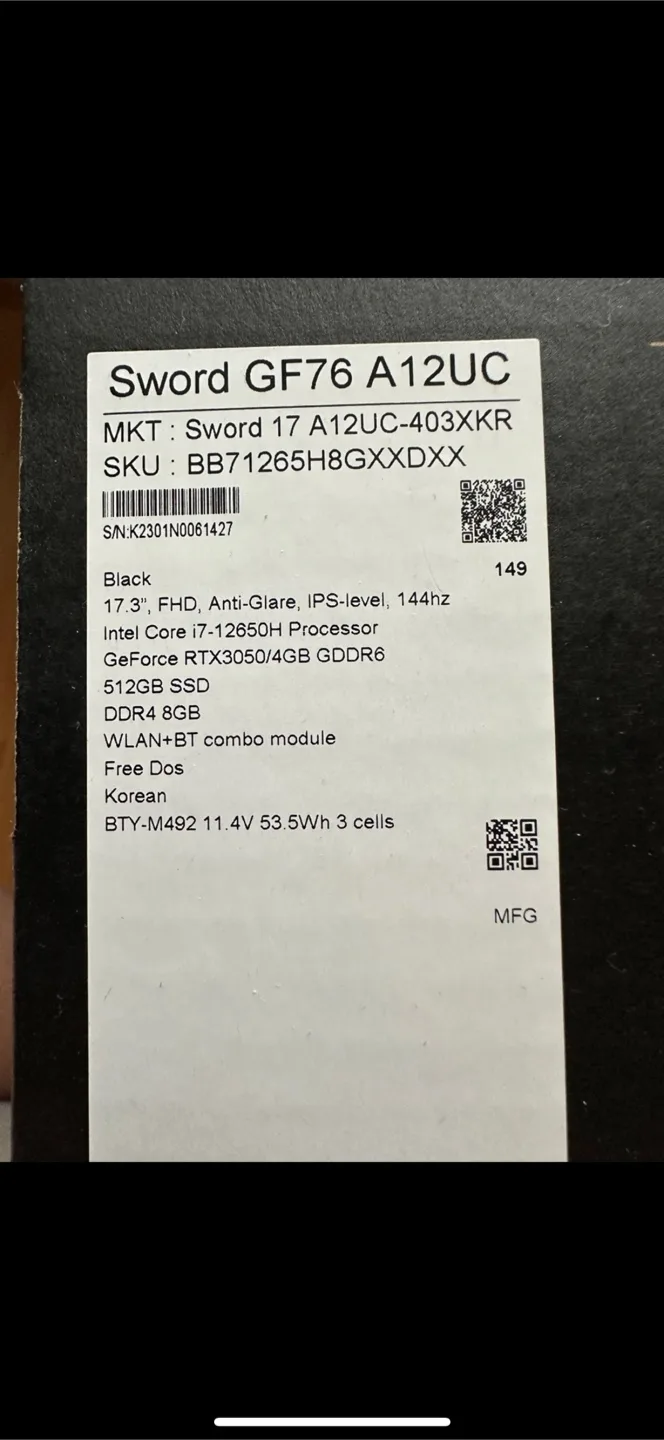 Sword GF76 A12UC
MKT : Sword 17 A12UC-403XKR
SKU : BB71265H8GXXDXX
S/N:K2301N0061427
149
Black
17.3", FHD, Anti-Glare, IPS-level, 144hz
Intel Core i7-12650H Processor
GeForce RTX3050/4GB GDDR6
512GB SSD
DDR4 8GB
WLAN+BT combo module
Free Dos
Korean
BTY-M492 11.4V 53.5Wh 3 cells
MFG